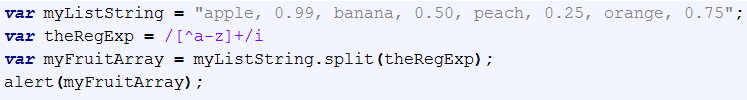 var myListString = "apple, 0.99, banana, 0.50, peach, 0.25, orange, 0.75";
var theRegExp = /[^a-z]+/i
var myFruitArray = myListString.split(theRegExp);
alert(myFruitArray);